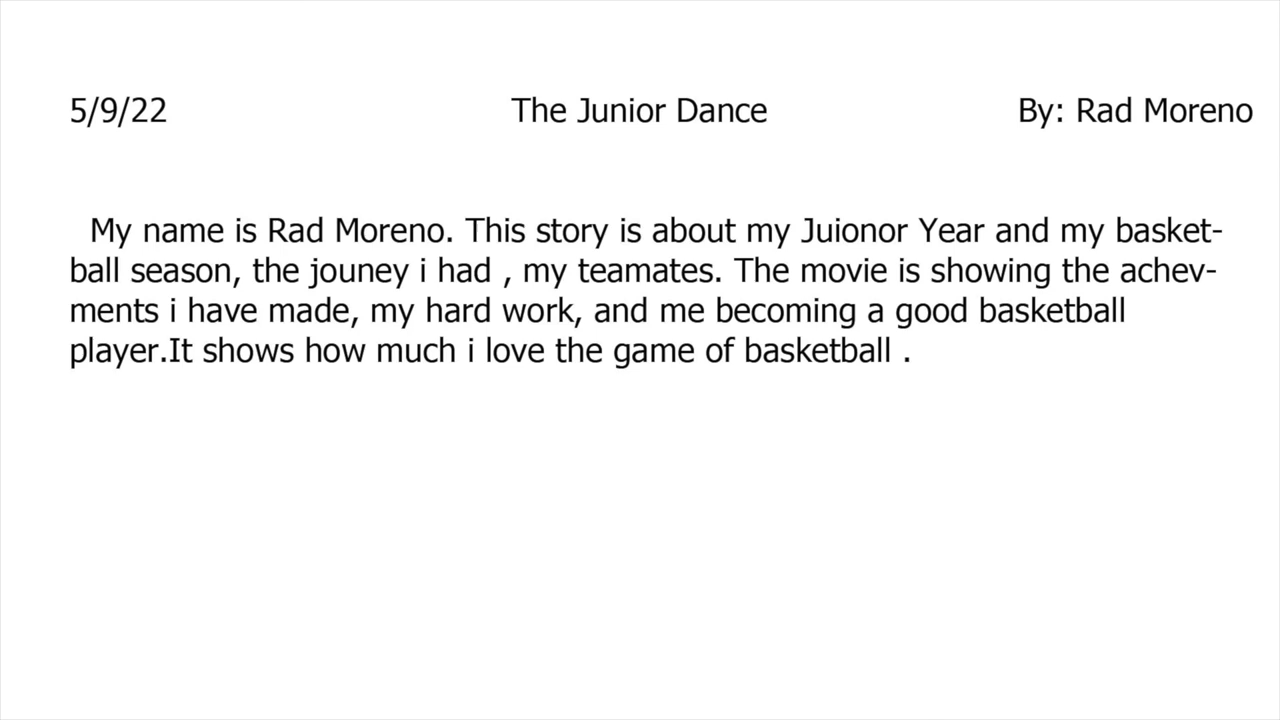 5/9/22 The Junior Dance By: Rad Moreno
My name is Rad Moreno. This story is about my Juionor Year and my basket-
ball season, the jouney i had , my teamates. The movie is showing the achev-
ments i have made, my hard work, and me becoming a good basketball
player.It shows how much i love the game of basketball .